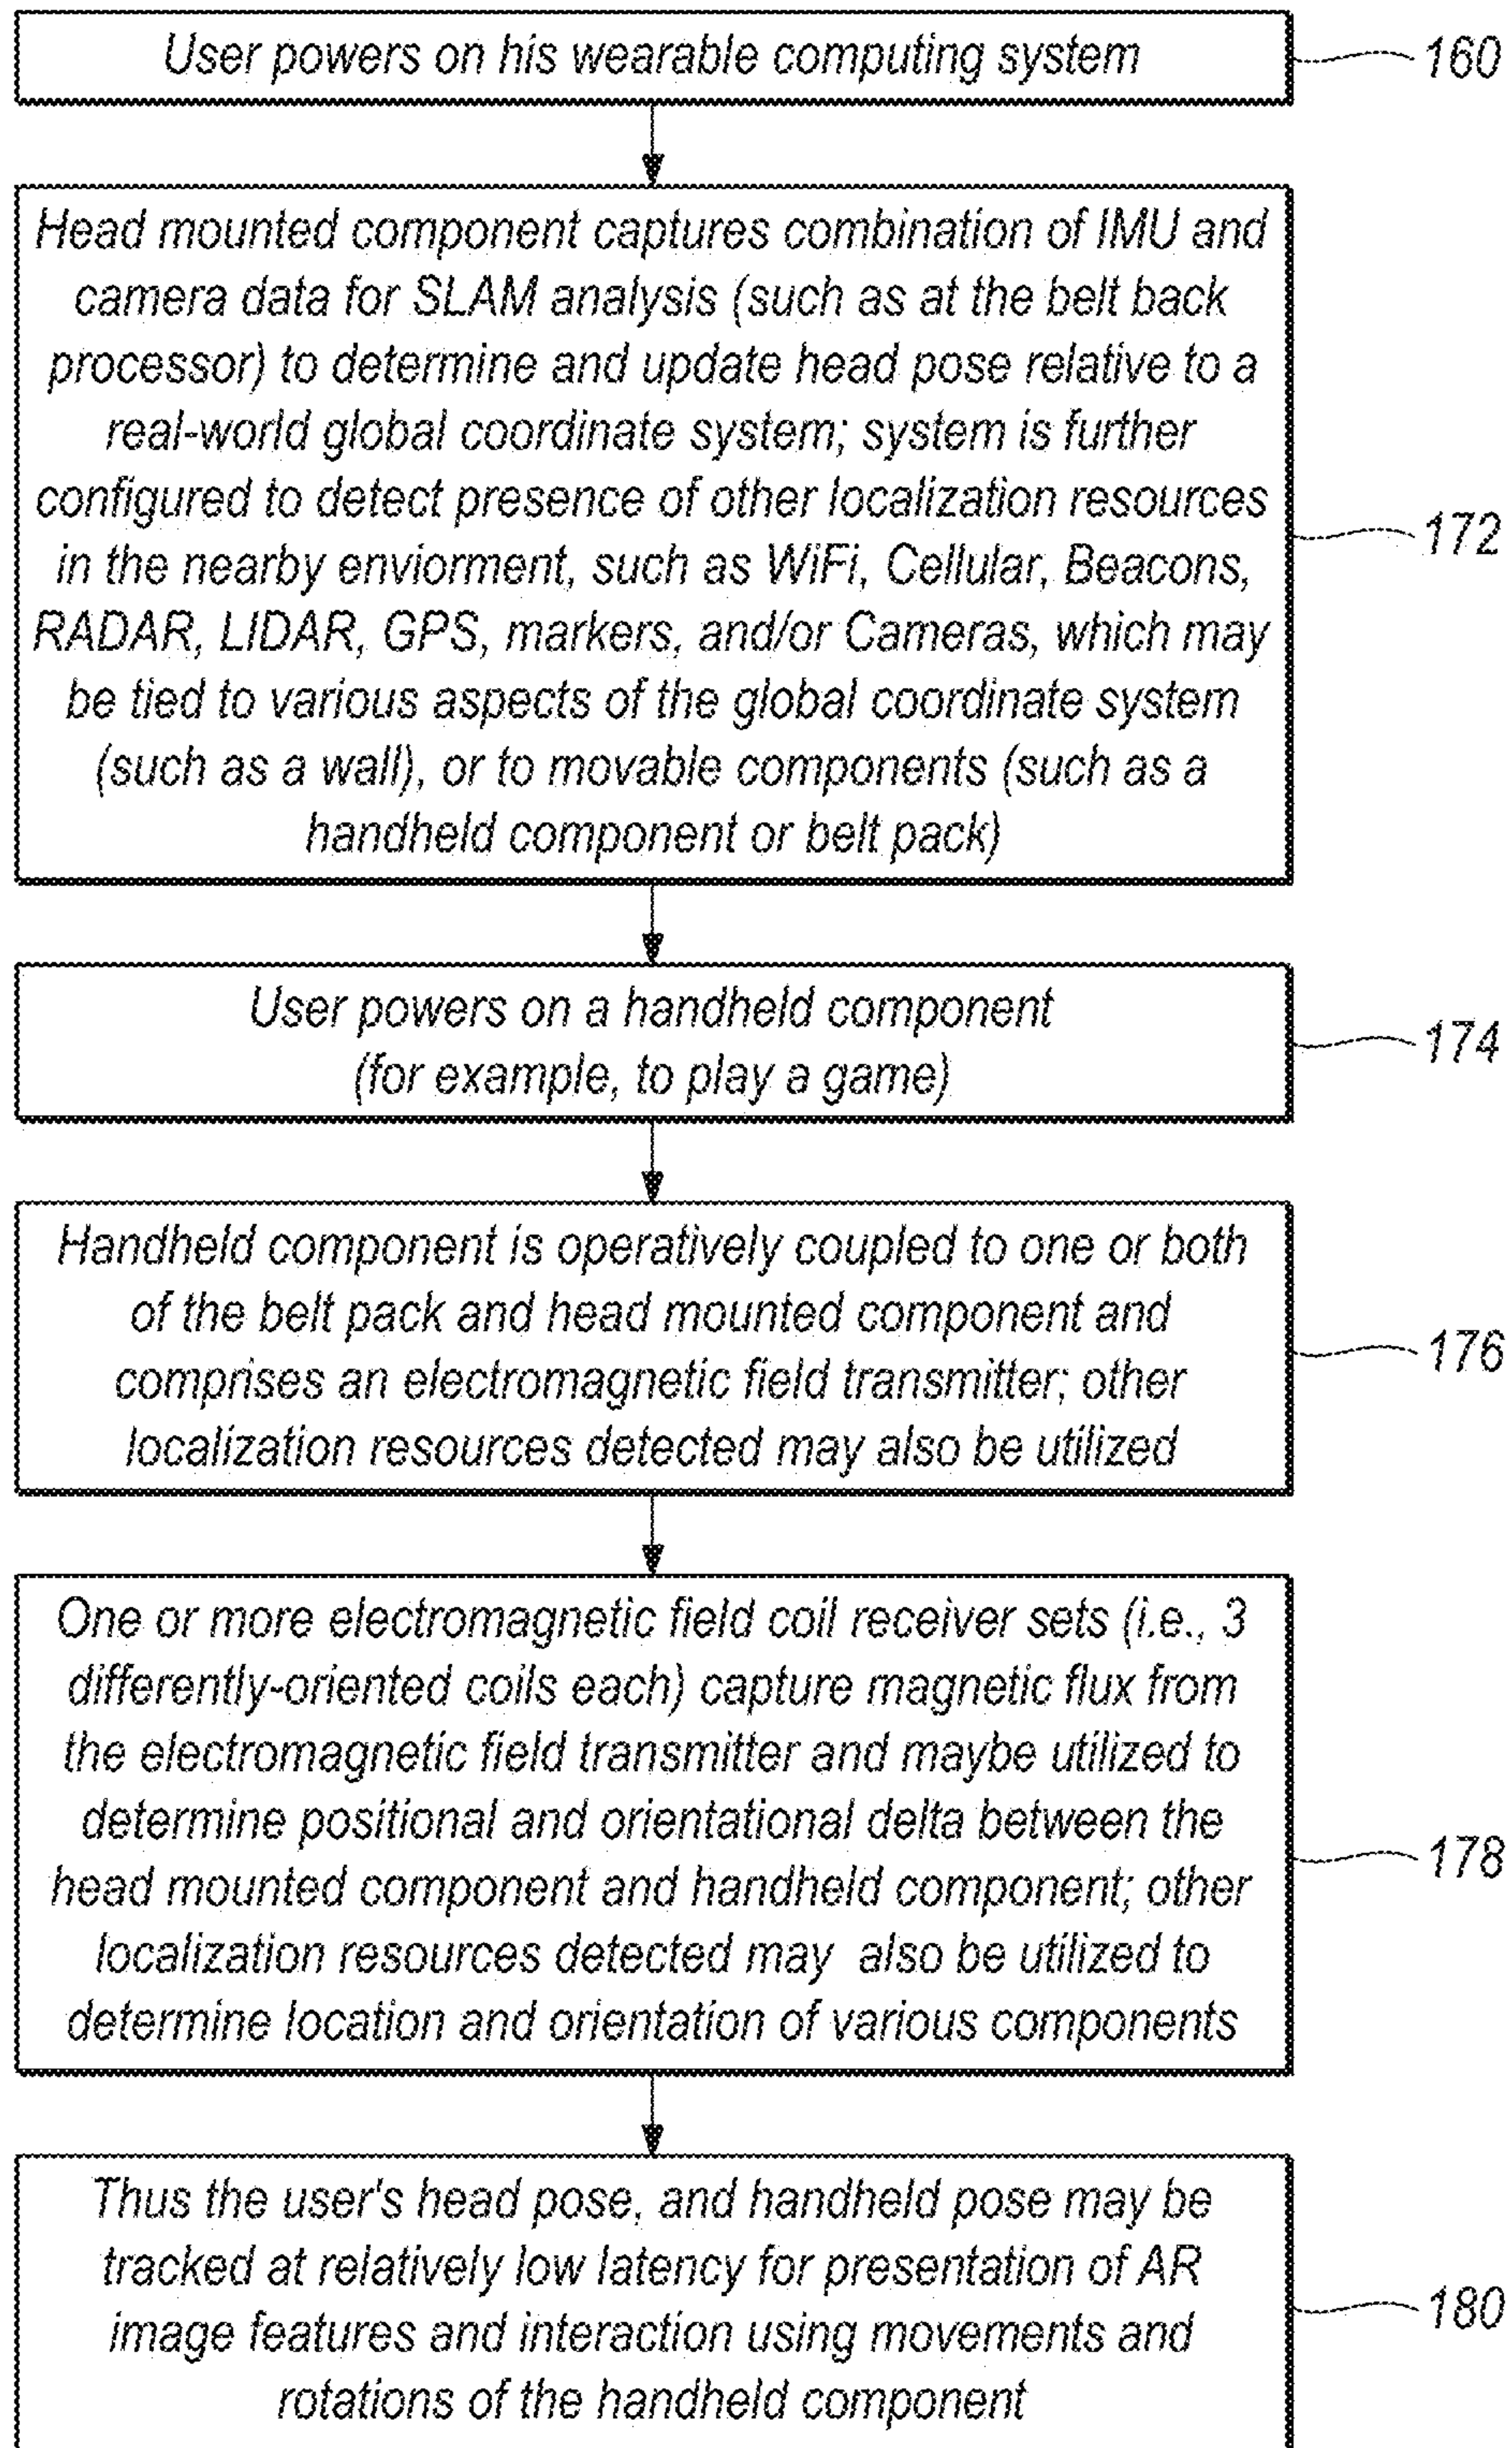 User powers on his wearable computing system
160
Head mounted component captures combination of IMU and
camera data for SLAM analysis (such as at the belt back
processor) to determine and update head pose relative to a
real-world global coordinate system; system is further
configured to detect presence of other localization resources
in the nearby enviorment, such as WiFi, Cellular, Beacons,
RADAR, LIDAR, GPS, markers, and/or Cameras, which may
be tied to various aspects of the global coordinate system
(such as a wall), or to movable components (such as a
handheld component or belt pack)
172
User powers on a handheld component
(for example, to play a game)
174
Handheld component is operatively coupled to one or both
of the belt pack and head mounted component and
comprises an electromagnetic field transmitter; other
localization resources detected may also be utilized
176
One or more electromagnetic field coil receiver sets (i.e., 3
differently-oriented coils each) capture magnetic flux from
the electromagnetic field transmitter and maybe utilized to
determine positional and orientational delta between the
head mounted component and handheld component; other
localization resources detected may also be utilized to
determine location and orientation of various components
178
Thus the user's head pose, and handheld pose may be
tracked at relatively low latency for presentation of AR
image features and interaction using movements and
rotations of the handheld component
180